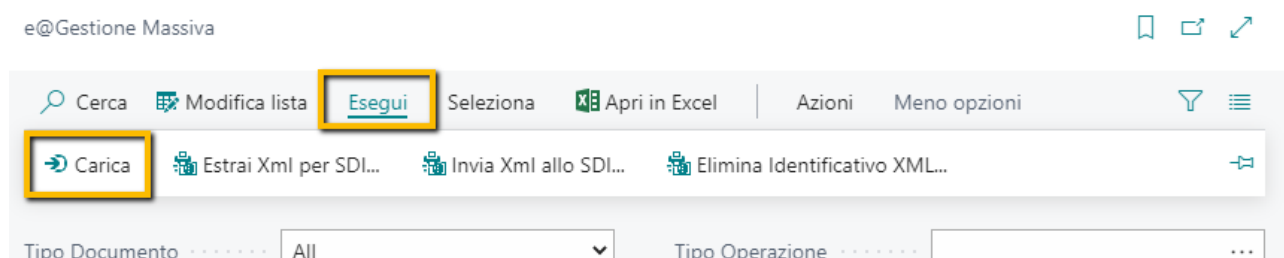 e@Gestione Massiva
Cerca Modifica lista Esegui Seleziona Apri in Excel Azioni Meno opzioni
Carica Estrai Xml per SDI... Invia Xml allo SDI... Elimina Identificativo XML...
Tipo Documento All Tipo Operazione ...